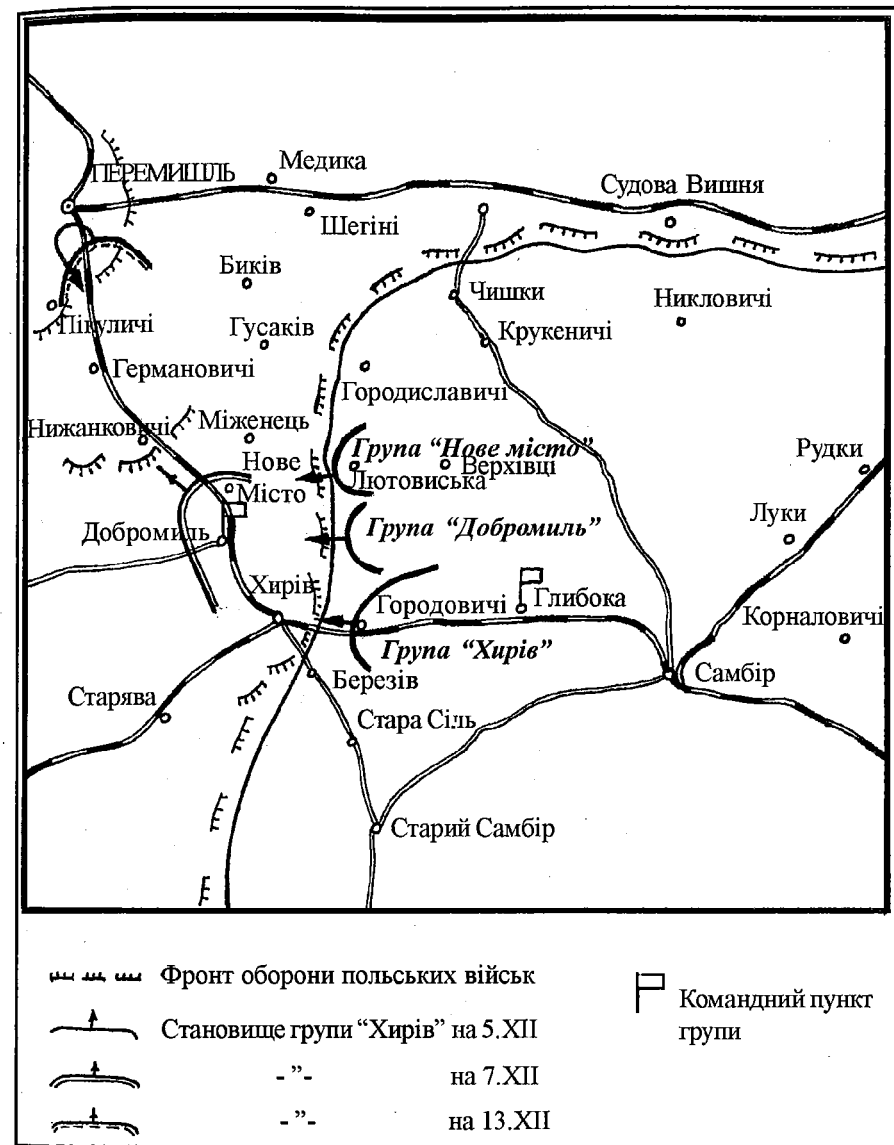 ПЕРЕМИШЛЬ
Медика
Судова Вишня
Шегіні
Биків
Пікуличі
Гусаків
Чишки
Никловичі
Крукеничі
Германовичі
Городиславичі
Нижанковичі
Міженець
Група “Нове місто”
Нове
Місто
Лютовиська
Верхівці
Рудки
Добромиль
Група “Добромиль”
Луки
Хирів
Городовичі
Глибока
Корналовичі
Група “Хирів”
Старява
Березів
Самбір
Стара Сіль
Старий Самбір
Фронт оборони польських військ
Становище групи “Хирів” на 5.XII
- ”- на 7.XII
- ”- на 13.XII
Командний пункт
групи